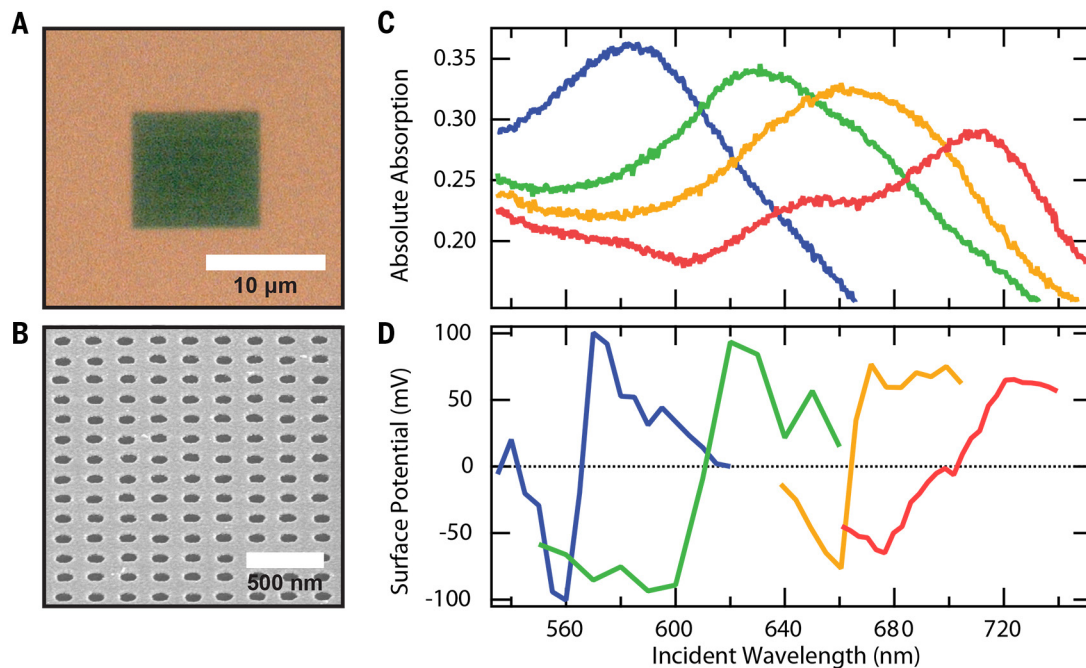 A
10 µm
B
500 nm
C
Absolute Absorption
0.35
0.30
0.25
0.20
D
Surface Potential (mV)
100
50
0
-50
-100
560 600 640 680 720
Incident Wavelength (nm)